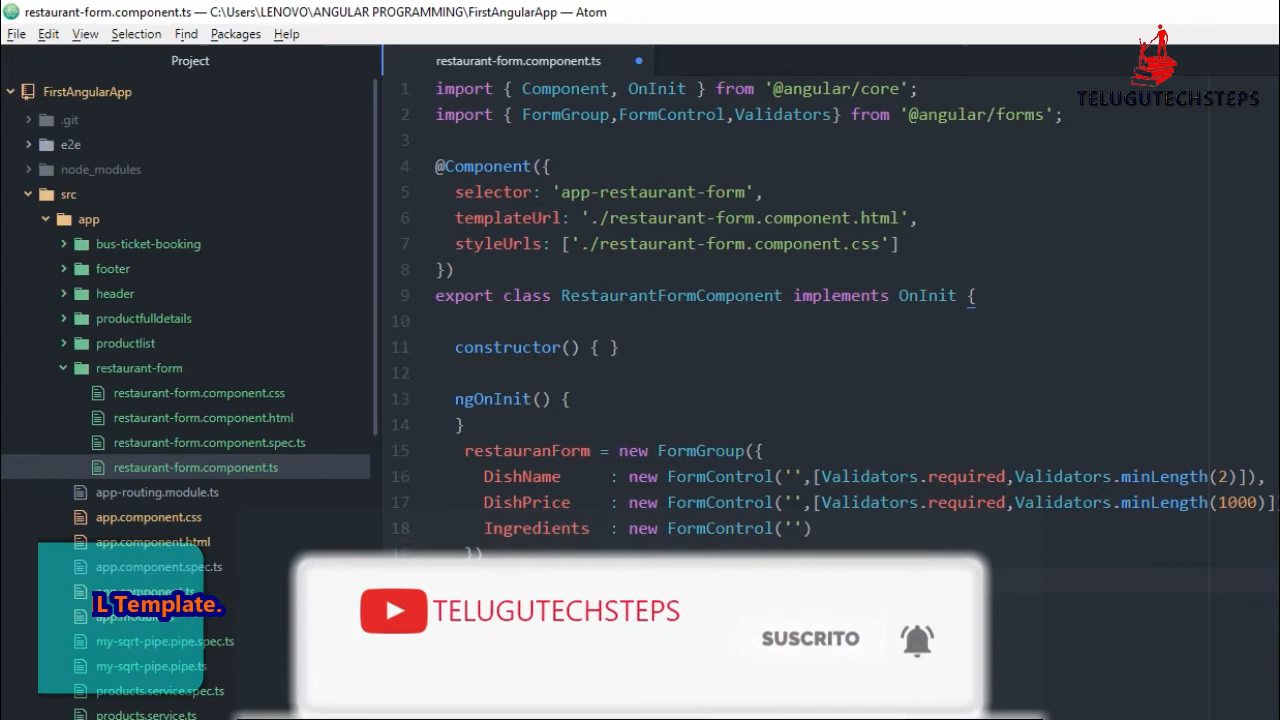 restaurant-form.component.ts — C:\Users\LENOVO\ANGULAR PROGRAMMING\FirstAngularApp — Atom
File Edit View Selection Find Packages Help
Project
FirstAngularApp
.git
e2e
node_modules
src
app
bus-ticket-booking
footer
header
productfulldetails
productlist
restaurant-form
restaurant-form.component.css
restaurant-form.component.html
restaurant-form.component.spec.ts
restaurant-form.component.ts
app-routing.module.ts
app.component.css
app.component.html
app.component.spec.ts
L Template.
my-sqrt-pipe.pipe.spec.ts
my-sqrt-pipe.pipe.ts
products.service.spec.ts
products.service.ts
restaurant-form.component.ts
TELUGUTECHSTEPS
1 import { Component, OnInit } from '@angular/core';
2 import { FormGroup,FormControl,Validators} from '@angular/forms';
3
4 @Component({
5 selector: 'app-restaurant-form',
6 templateUrl: './restaurant-form.component.html',
7 styleUrls: ['./restaurant-form.component.css']
8 })
9 export class RestaurantFormComponent implements OnInit {
10
11 constructor() { }
12
13 ngOnInit() {
14 }
15 restauranForm = new FormGroup({
16 DishName : new FormControl('',[Validators.required,Validators.minLength(2)]),
17 DishPrice : new FormControl('',[Validators.required,Validators.minLength(1000)]
18 Ingredients : new FormControl('')
})
TELUGUTECHSTEPS
SUSCRITO